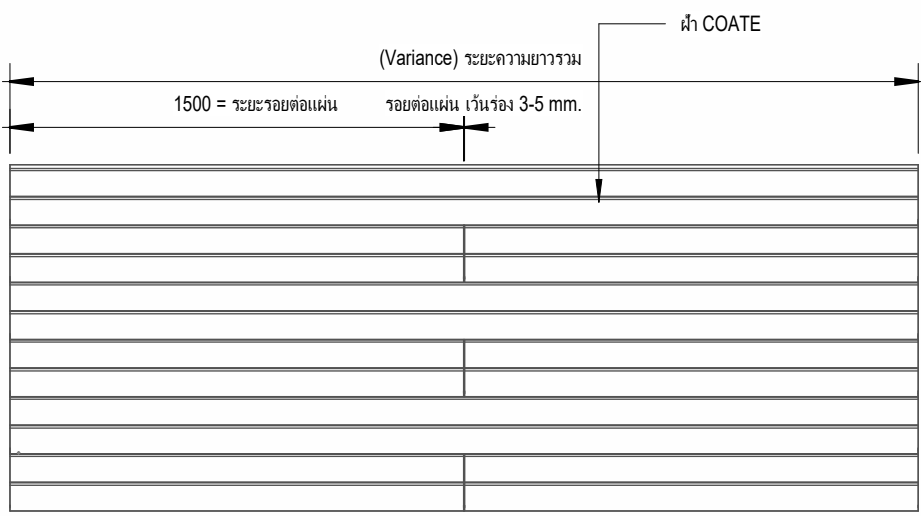 ฝ้า COATE
(Variance) ระยะความยาวรวม
1500 = ระยะรอยต่อแผ่น
รอยต่อแผ่น เว้นร่อง 3-5 mm.